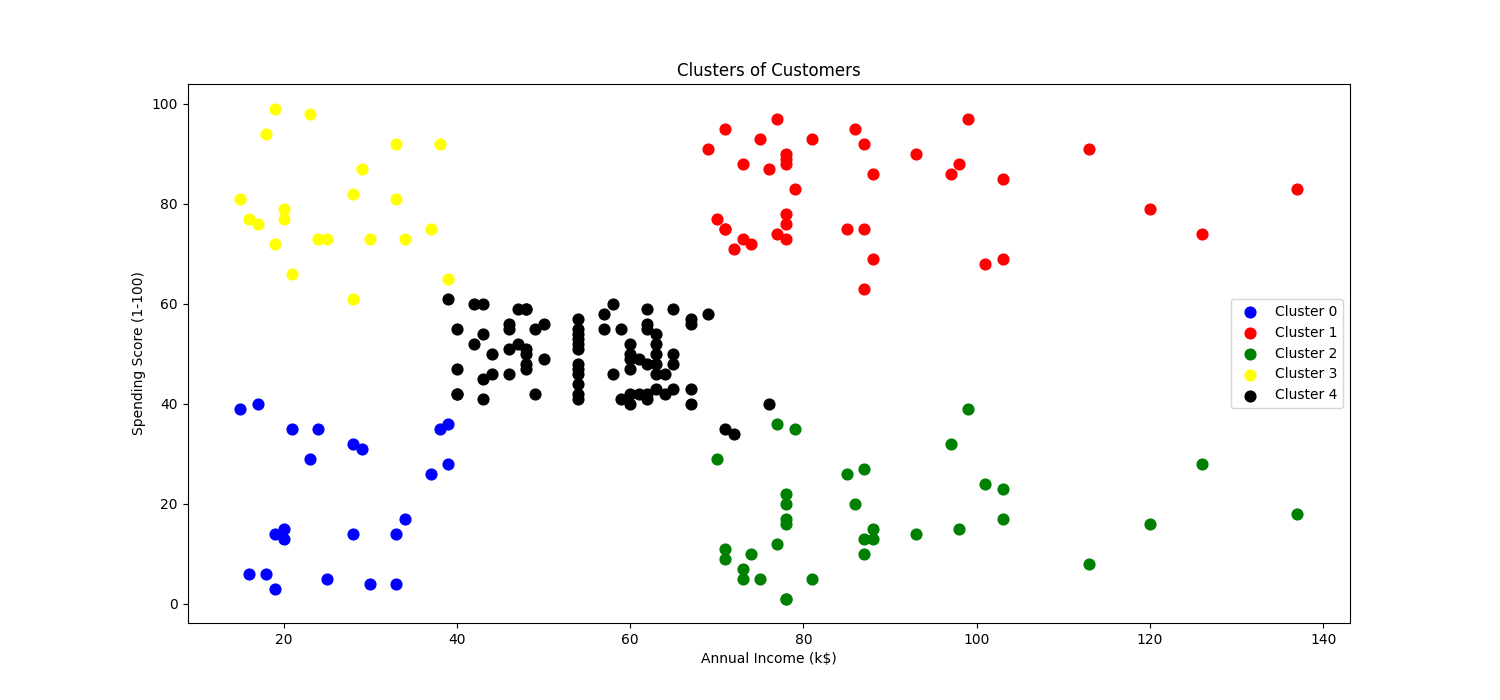 Clusters of Customers
Spending Score (1-100)
100
80
60
40
20
0
Cluster 0
Cluster 1
Cluster 2
Cluster 3
Cluster 4
20 40 60 80 100 120 140
Annual Income (k$)